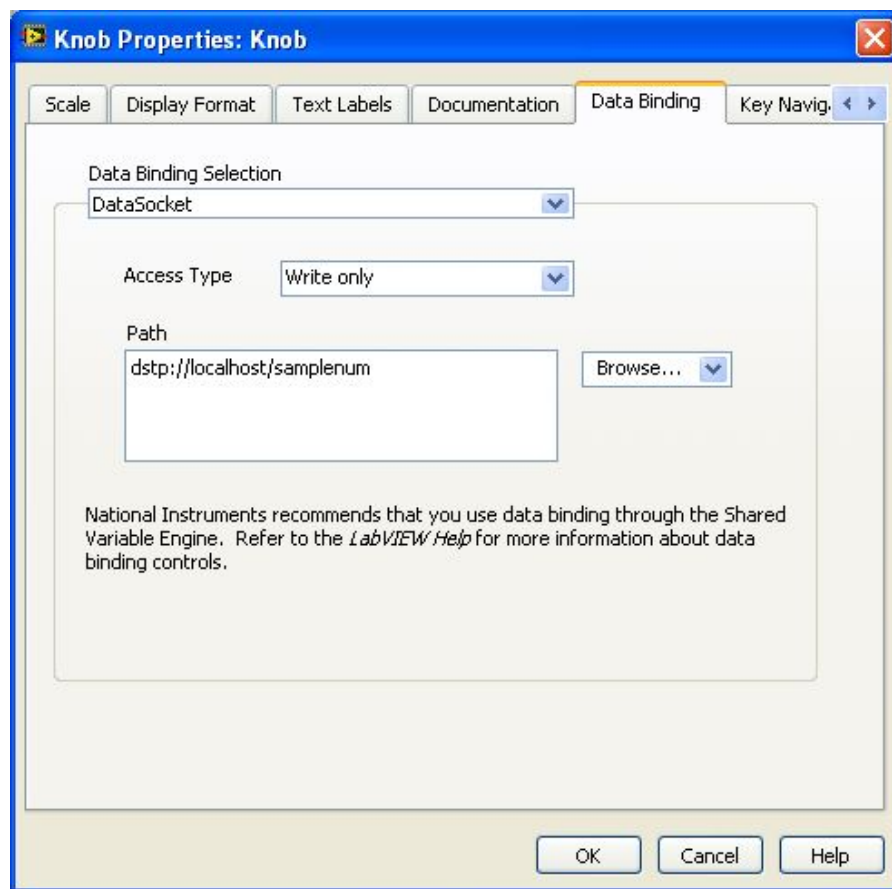 Knob Properties: Knob
Scale Display Format Text Labels Documentation Data Binding Key Navig
Data Binding Selection
DataSocket
Access Type Write only
Path
dstp://localhost/samplenum
Browse...
National Instruments recommends that you use data binding through the Shared
Variable Engine. Refer to the LabVIEW Help for more information about data
binding controls.
OK Cancel Help